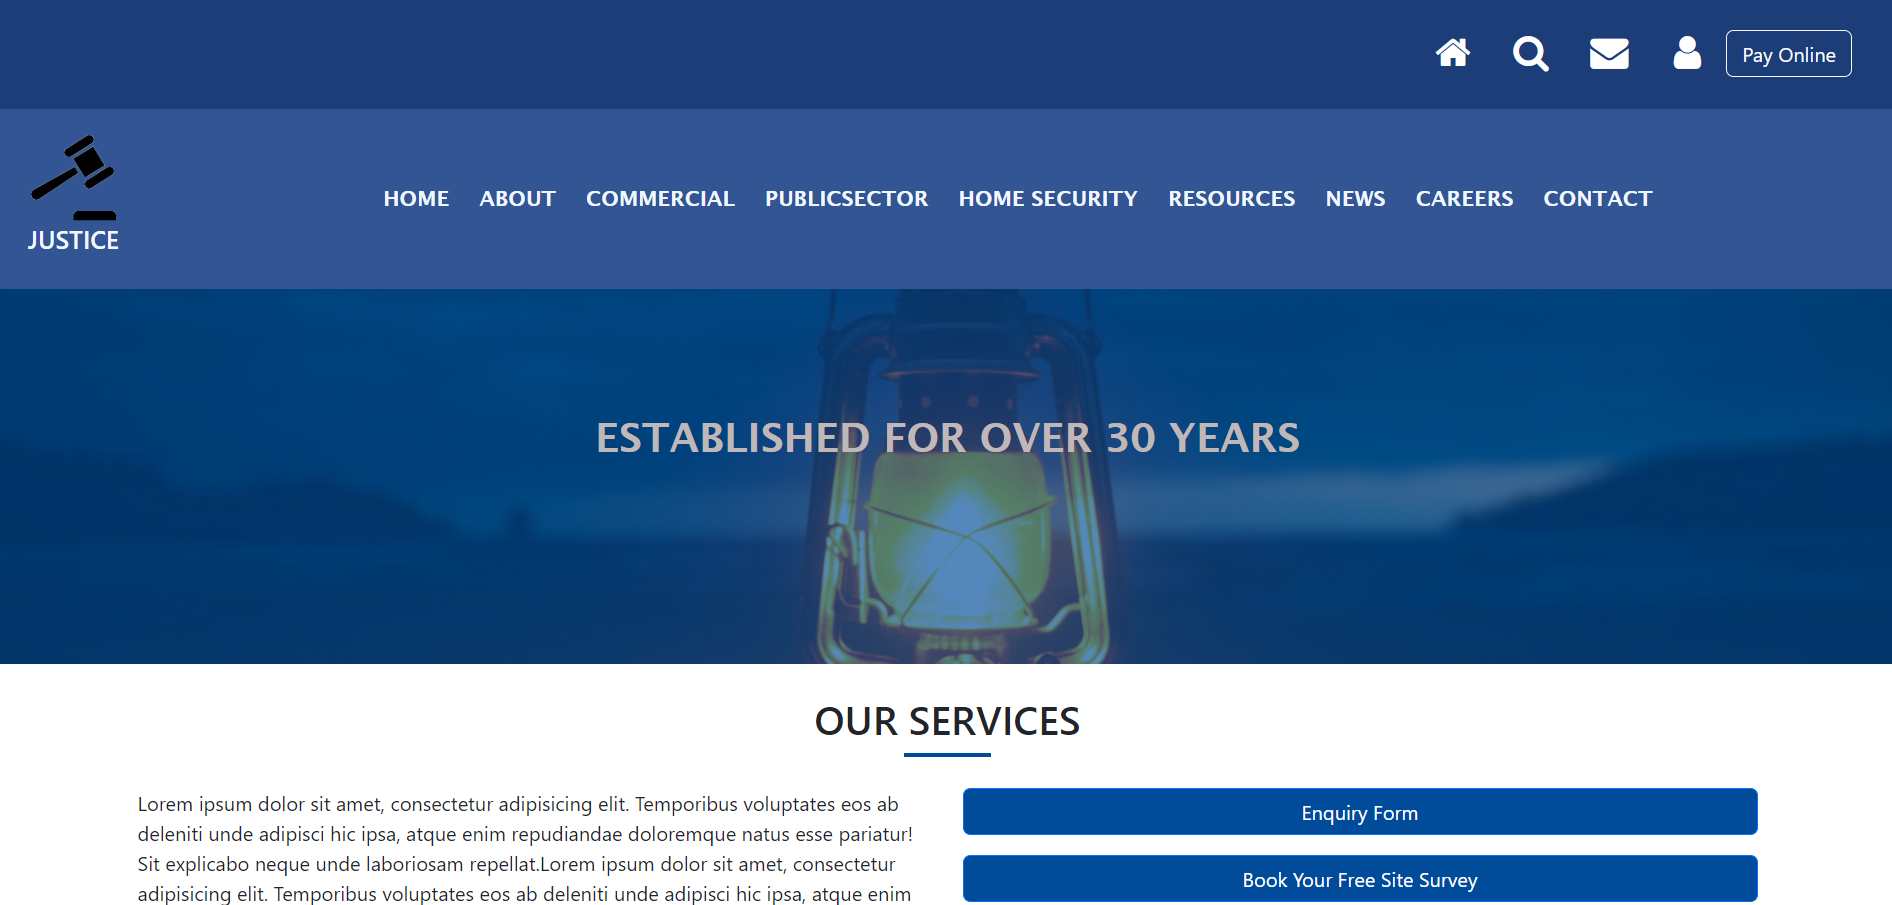 Pay Online
JUSTICE
HOME ABOUT COMMERCIAL PUBLICSECTOR HOME SECURITY RESOURCES NEWS CAREERS CONTACT
ESTABLISHED FOR OVER 30 YEARS
OUR SERVICES
Lorem ipsum dolor sit amet, consectetur adipisicing elit. Temporibus voluptates eos ab
deleniti unde adipisci hic ipsa, atque enim repudiandae doloremque natus esse pariatur!
Sit explicabo neque unde laboriosam repellat.Lorem ipsum dolor sit amet, consectetur
adipisicing elit. Temporibus voluptates eos ab deleniti unde adipisci hic ipsa, atque enim
Enquiry Form
Book Your Free Site Survey